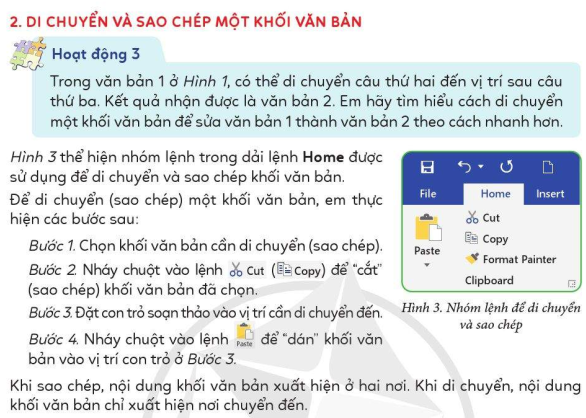 2. DI CHUYỂN VÀ SAO CHÉP MỘT KHỐI VĂN BẢN
Hoạt động 3
Trong văn bản 1 ở Hình 1, có thể di chuyển câu thứ hai đến vị trí sau câu
thứ ba. Kết quả nhận được là văn bản 2. Em hãy tìm hiểu cách di chuyển
một khối văn bản để sửa văn bản 1 thành văn bản 2 theo cách nhanh hơn.
Hình 3 thể hiện nhóm lệnh trong dải lệnh Home được
sử dụng để di chuyển và sao chép khối văn bản.
Để di chuyển (sao chép) một khối văn bản, em thực
hiện các bước sau:
Bước 1. Chọn khối văn bản cần di chuyển (sao chép).
Bước 2. Nháy chuột vào lệnh Cut (Copy) để “cắt”
(sao chép) khối văn bản đã chọn.
Bước 3. Đặt con trỏ soạn thảo vào vị trí cần di chuyển đến.
Bước 4. Nháy chuột vào lệnh Paste để “dán” khối văn
bản vào vị trí con trỏ ở Bước 3.
File Home Insert
Cut
Copy
Paste
Format Painter
Clipboard
Hình 3. Nhóm lệnh để di chuyển
và sao chép
Khi sao chép, nội dung khối văn bản xuất hiện ở hai nơi. Khi di chuyển, nội dung
khối văn bản chỉ xuất hiện nơi chuyển đến.